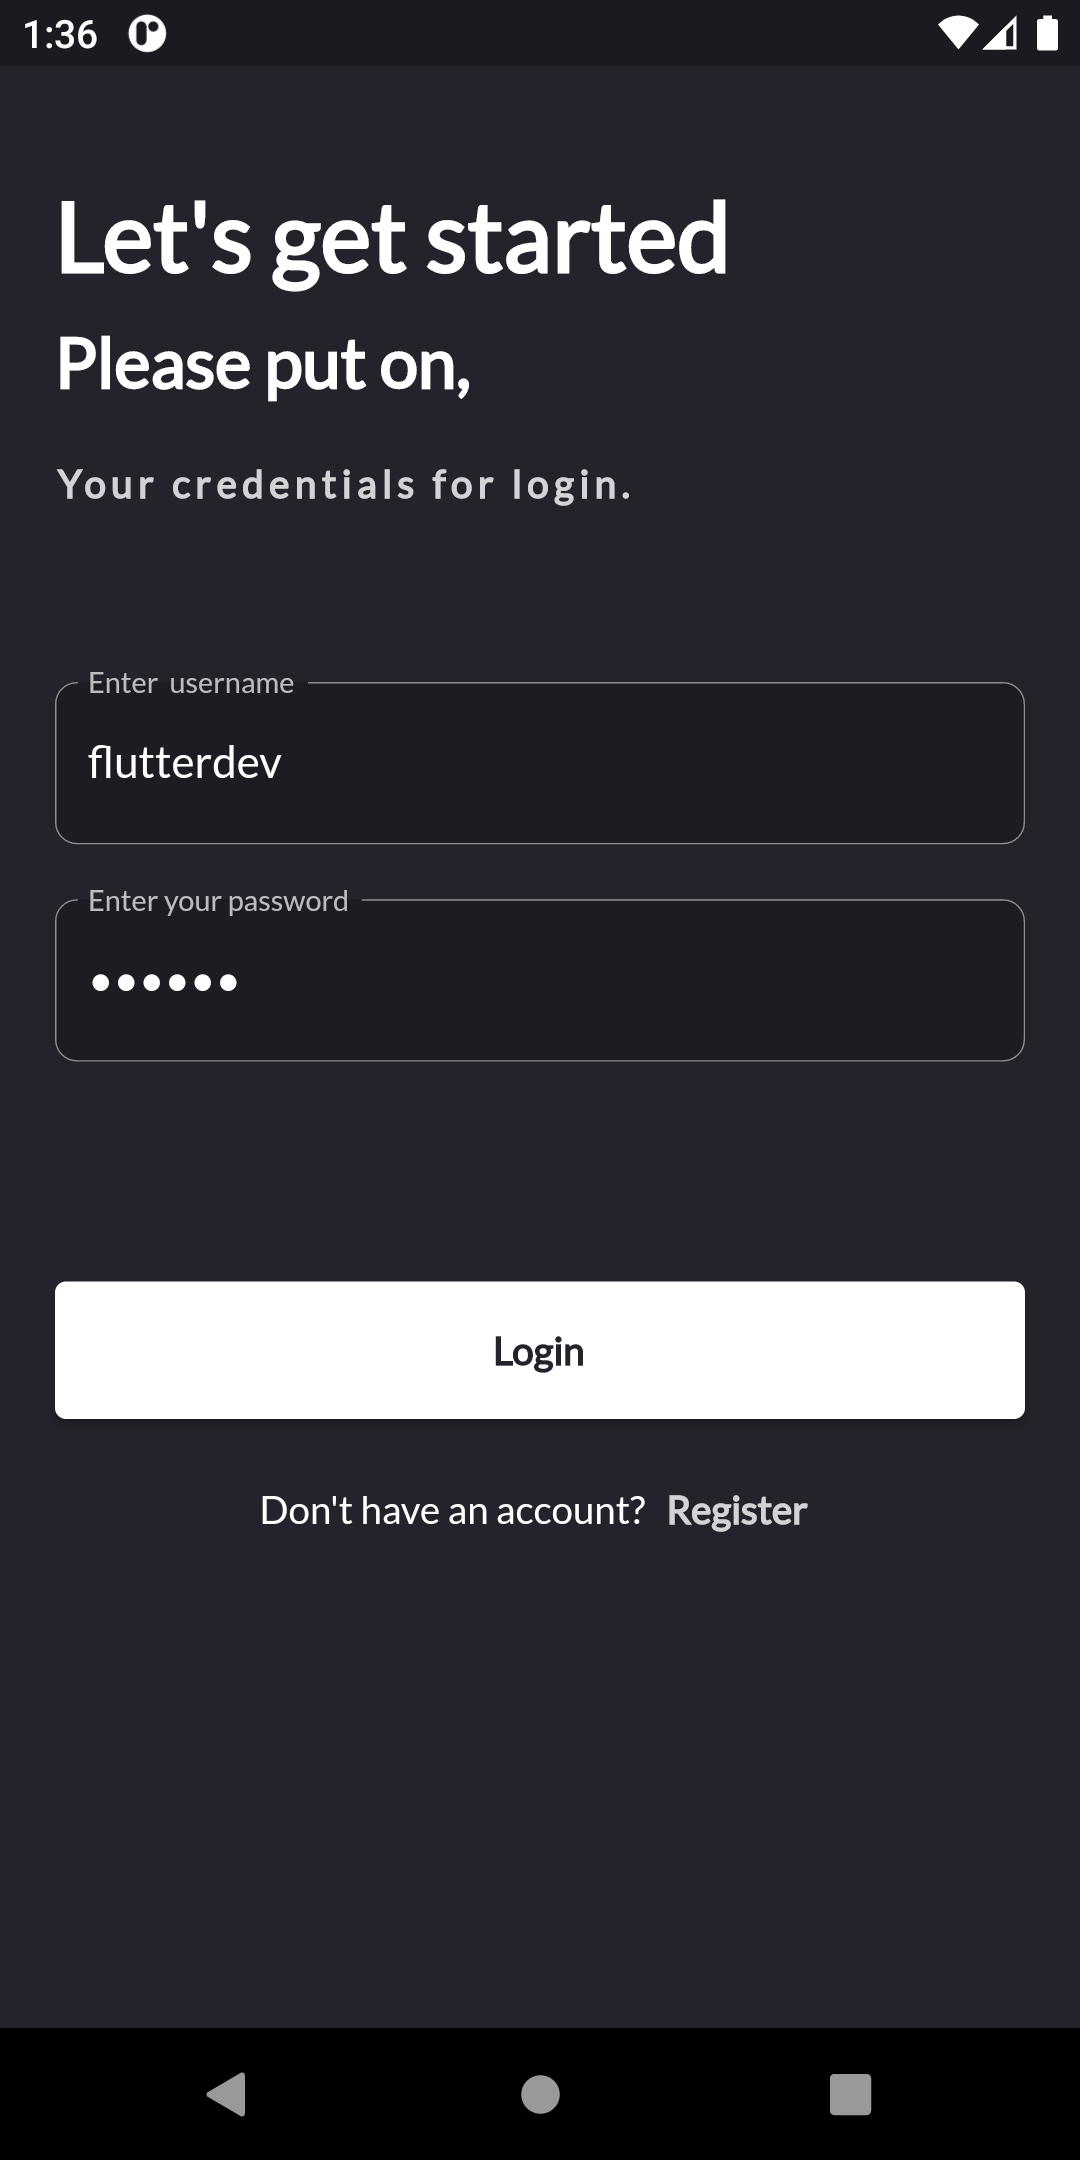 1:36
Let's get started
Please put on,
Your credentials for login.
Enter  username
flutterdev
Enter your password
••••••
Login
Don't have an account? Register